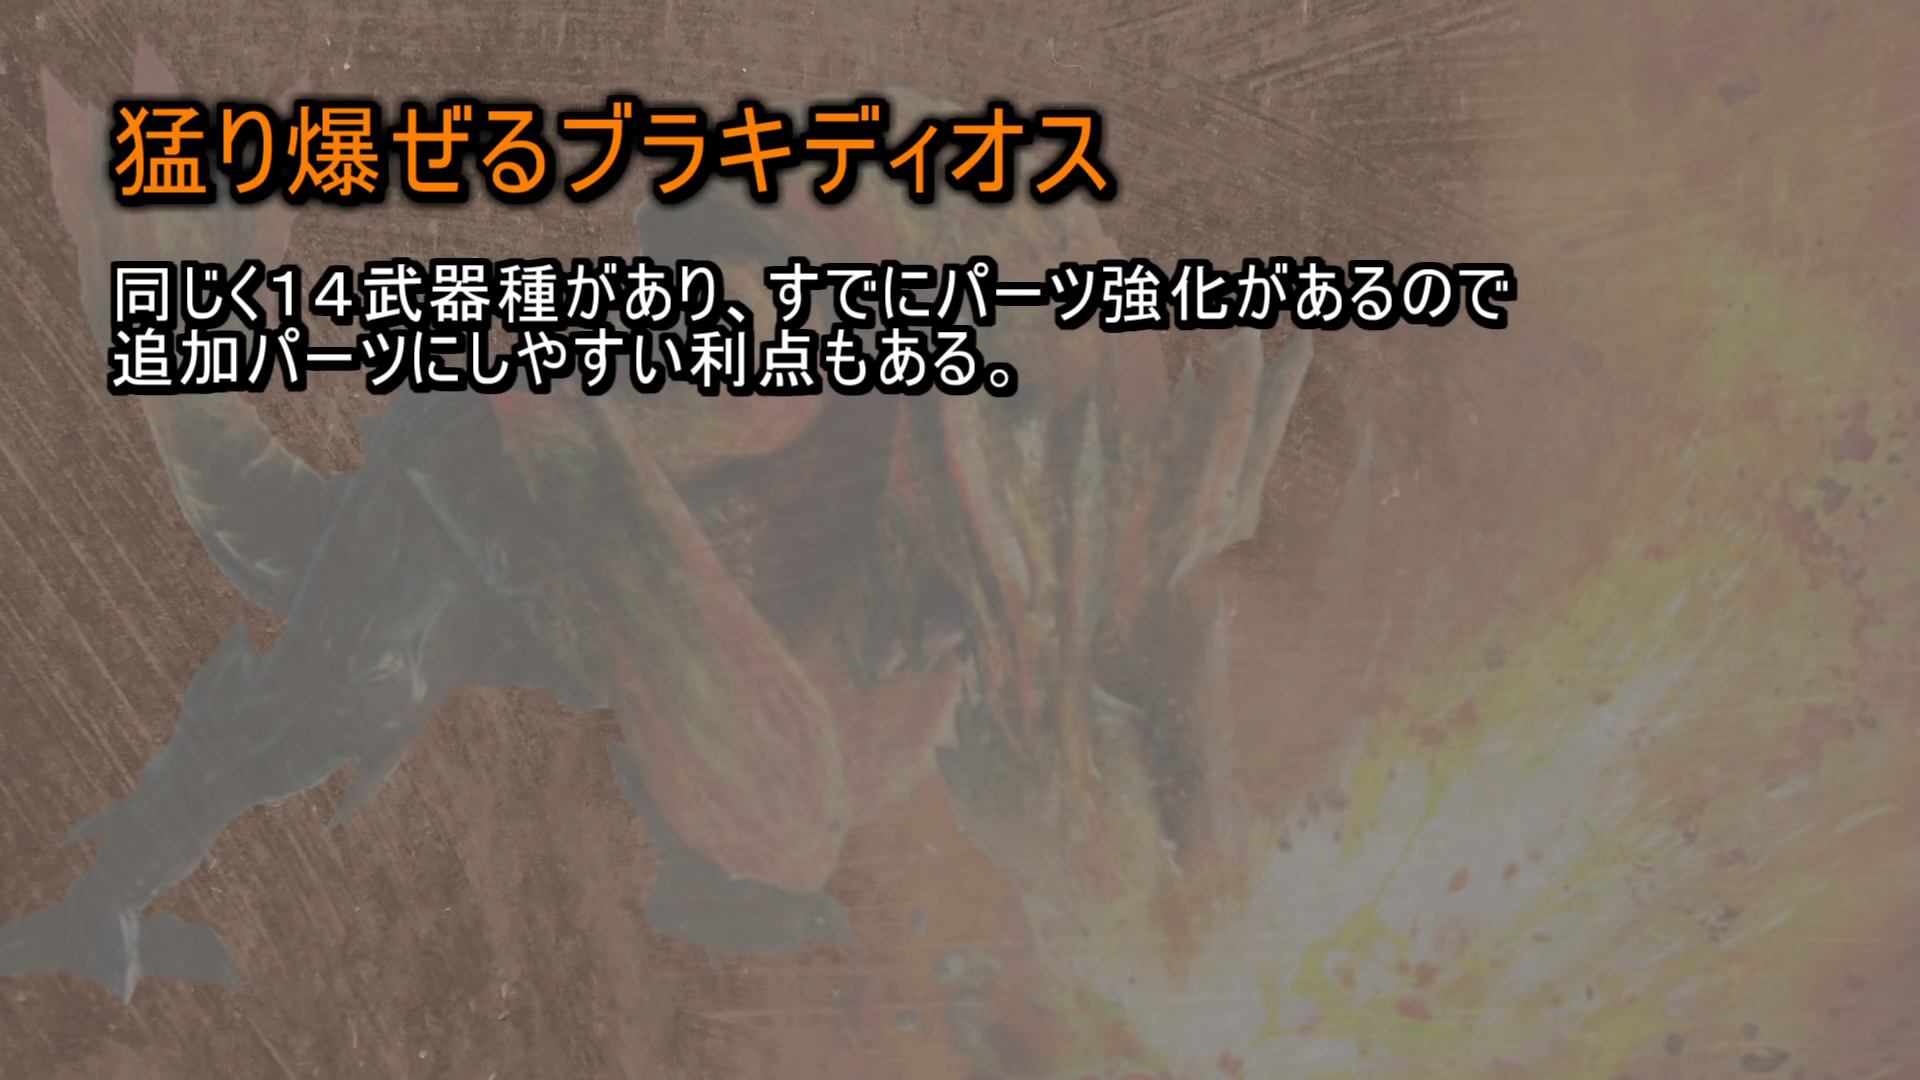 猛り爆ぜるブラキディオス
同じく１４武器種があり、すでにパーツ強化があるので
追加パーツにしやすい利点もある。